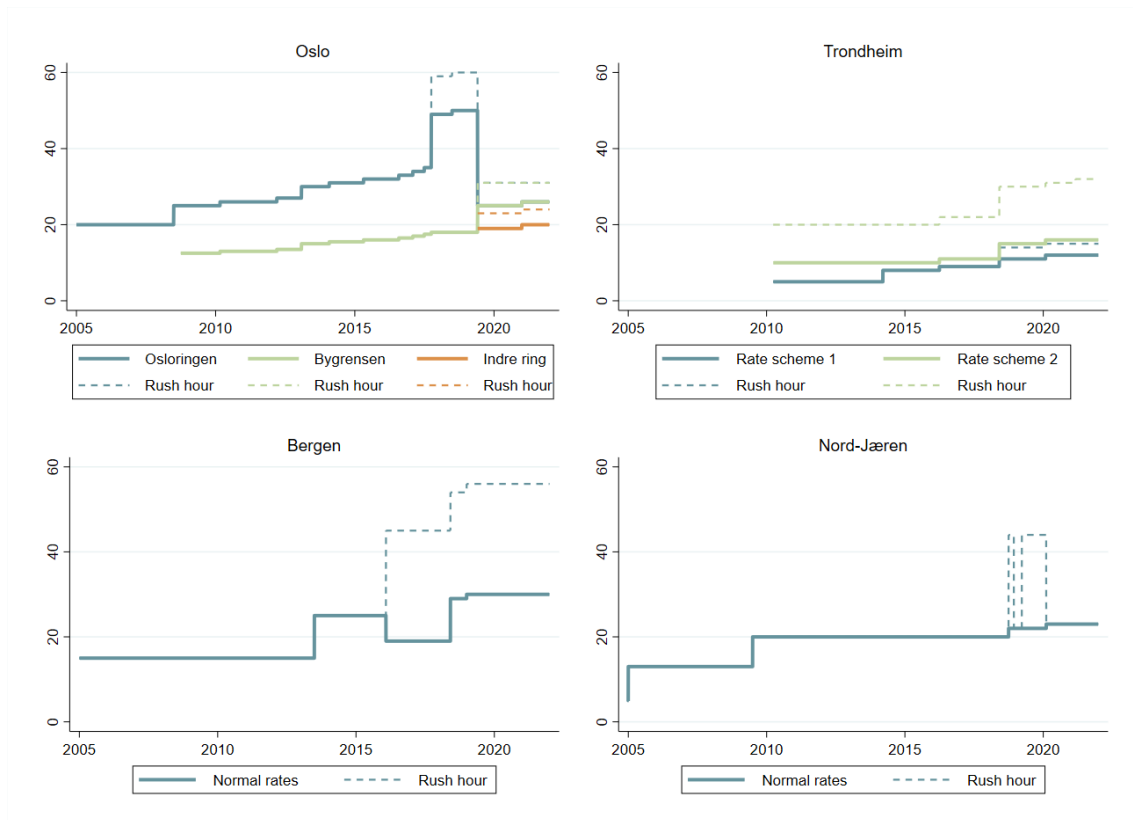 Oslo
60
40
20
0
2005 2010 2015 2020
Osloringen Bygrensen Indre ring
Rush hour Rush hour Rush hour
Trondheim
60
40
20
0
2005 2010 2015 2020
Rate scheme 1 Rate scheme 2
Rush hour Rush hour
Bergen
60
40
20
0
2005 2010 2015 2020
Normal rates Rush hour
Nord-Jæren
60
40
20
0
2005 2010 2015 2020
Normal rates Rush hour